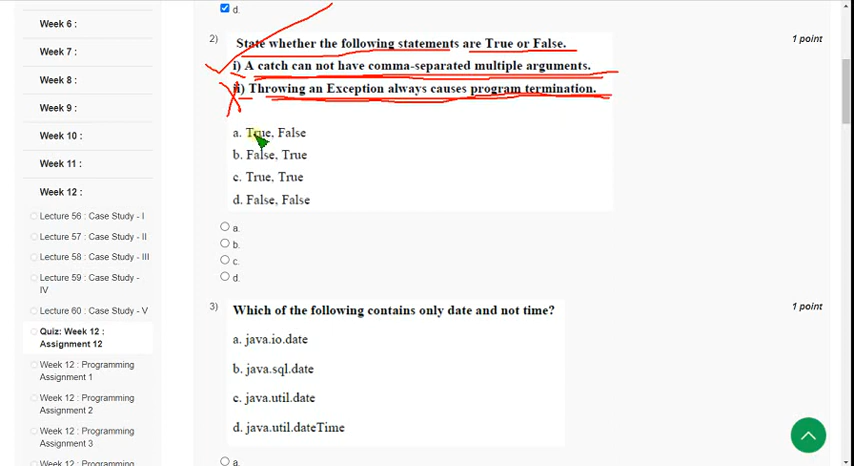 d.
Week 6 :
Week 7 :
Week 8 :
Week 9 :
Week 10 :
Week 11 :
Week 12 :
Lecture 56 : Case Study - I
Lecture 57 : Case Study - II
Lecture 58 : Case Study - III
Lecture 59 : Case Study -
IV
Lecture 60 : Case Study - V
Quiz: Week 12 :
Assignment 12
Week 12 : Programming
Assignment 1
Week 12 : Programming
Assignment 2
Week 12 : Programming
Assignment 3
Week 12 : Programming
2)
State whether the following statements are True or False.
1 point
i) A catch can not have comma-separated multiple arguments.
ii) Throwing an Exception always causes program termination.
a. True, False
b. False, True
c. True, True
d. False, False
a.
b.
c.
d.
3)
Which of the following contains only date and not time?
1 point
a. java.io.date
b. java.sql.date
c. java.util.date
d. java.util.dateTime
a.